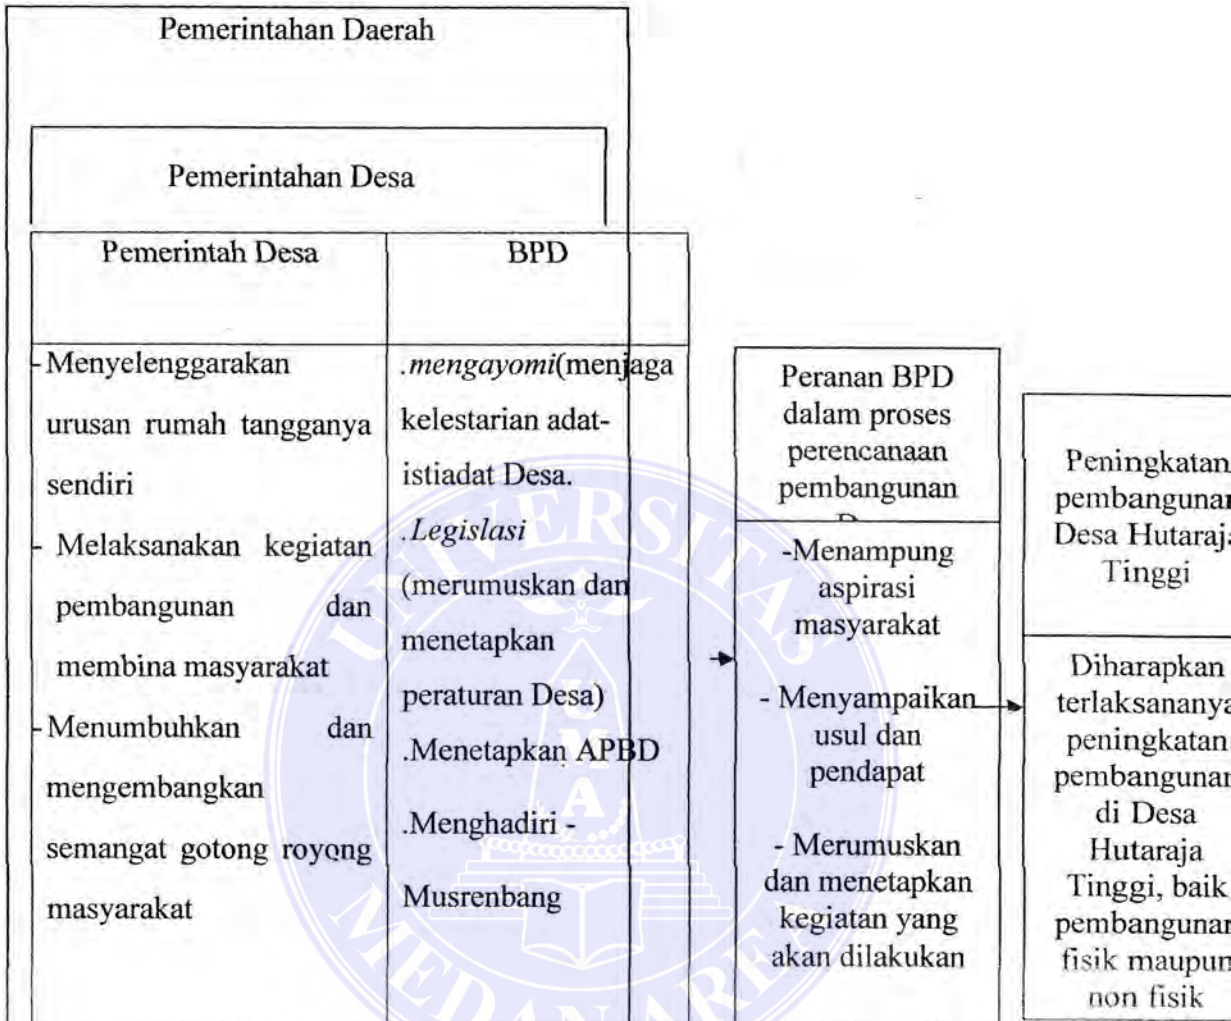 Pemerintahan Daerah
Pemerintahan Desa
Pemerintah Desa
- Menyelenggarakan
urusan rumah tangganya
sendiri
- Melaksanakan kegiatan
pembangunan dan
membina masyarakat
- Menumbuhkan dan
mengembangkan
semangat gotong royong
masyarakat
BPD
.mengayomi(menjaga
kelestarian adat-
istiadat Desa.
.Legislasi
(merumuskan dan
menetapkan
peraturan Desa)
.Menetapkan APBD
.Menghadiri -
Musrenbang
Peranan BPD
dalam proses
perencanaan
pembangunan
-Menampung
aspirasi
masyarakat
- Menyampaikan
usul dan
pendapat
- Merumuskan
dan menetapkan
kegiatan yang
akan dilakukan
Peningkatan
pembangunan
Desa Hutaraja
Tinggi
Diharapkan
terlaksananya
peningkatan
pembangunan
di Desa
Hutaraja
Tinggi, baik
pembangunan
fisik maupun
non fisik
UNIVERSITAS
MEDAN AREA
UMA